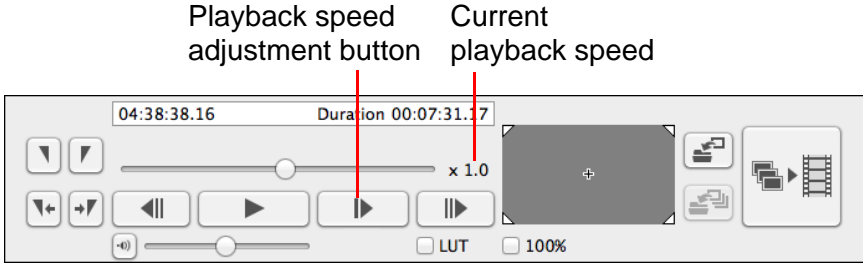 Playback speed
adjustment button
Current
playback speed
04:38:38.16 Duration 00:07:31.17
x 1.0
LUT
100%